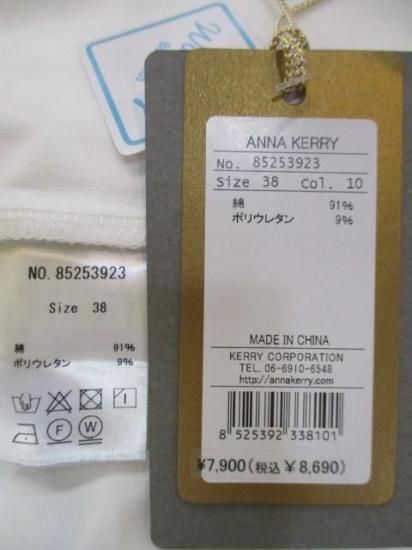 ANNA KERRY
No. 85253923
Size 38 Col. 10
綿 91%
ポリウレタン 9%
MADE IN CHINA
KERRY CORPORATION
TEL. 06-6910-6548
http://annakerry.com
8 525392 338101
¥7,900(税込¥8,690)
NO. 85253923
Size 38
綿 91%
ポリウレタン 9%
F W